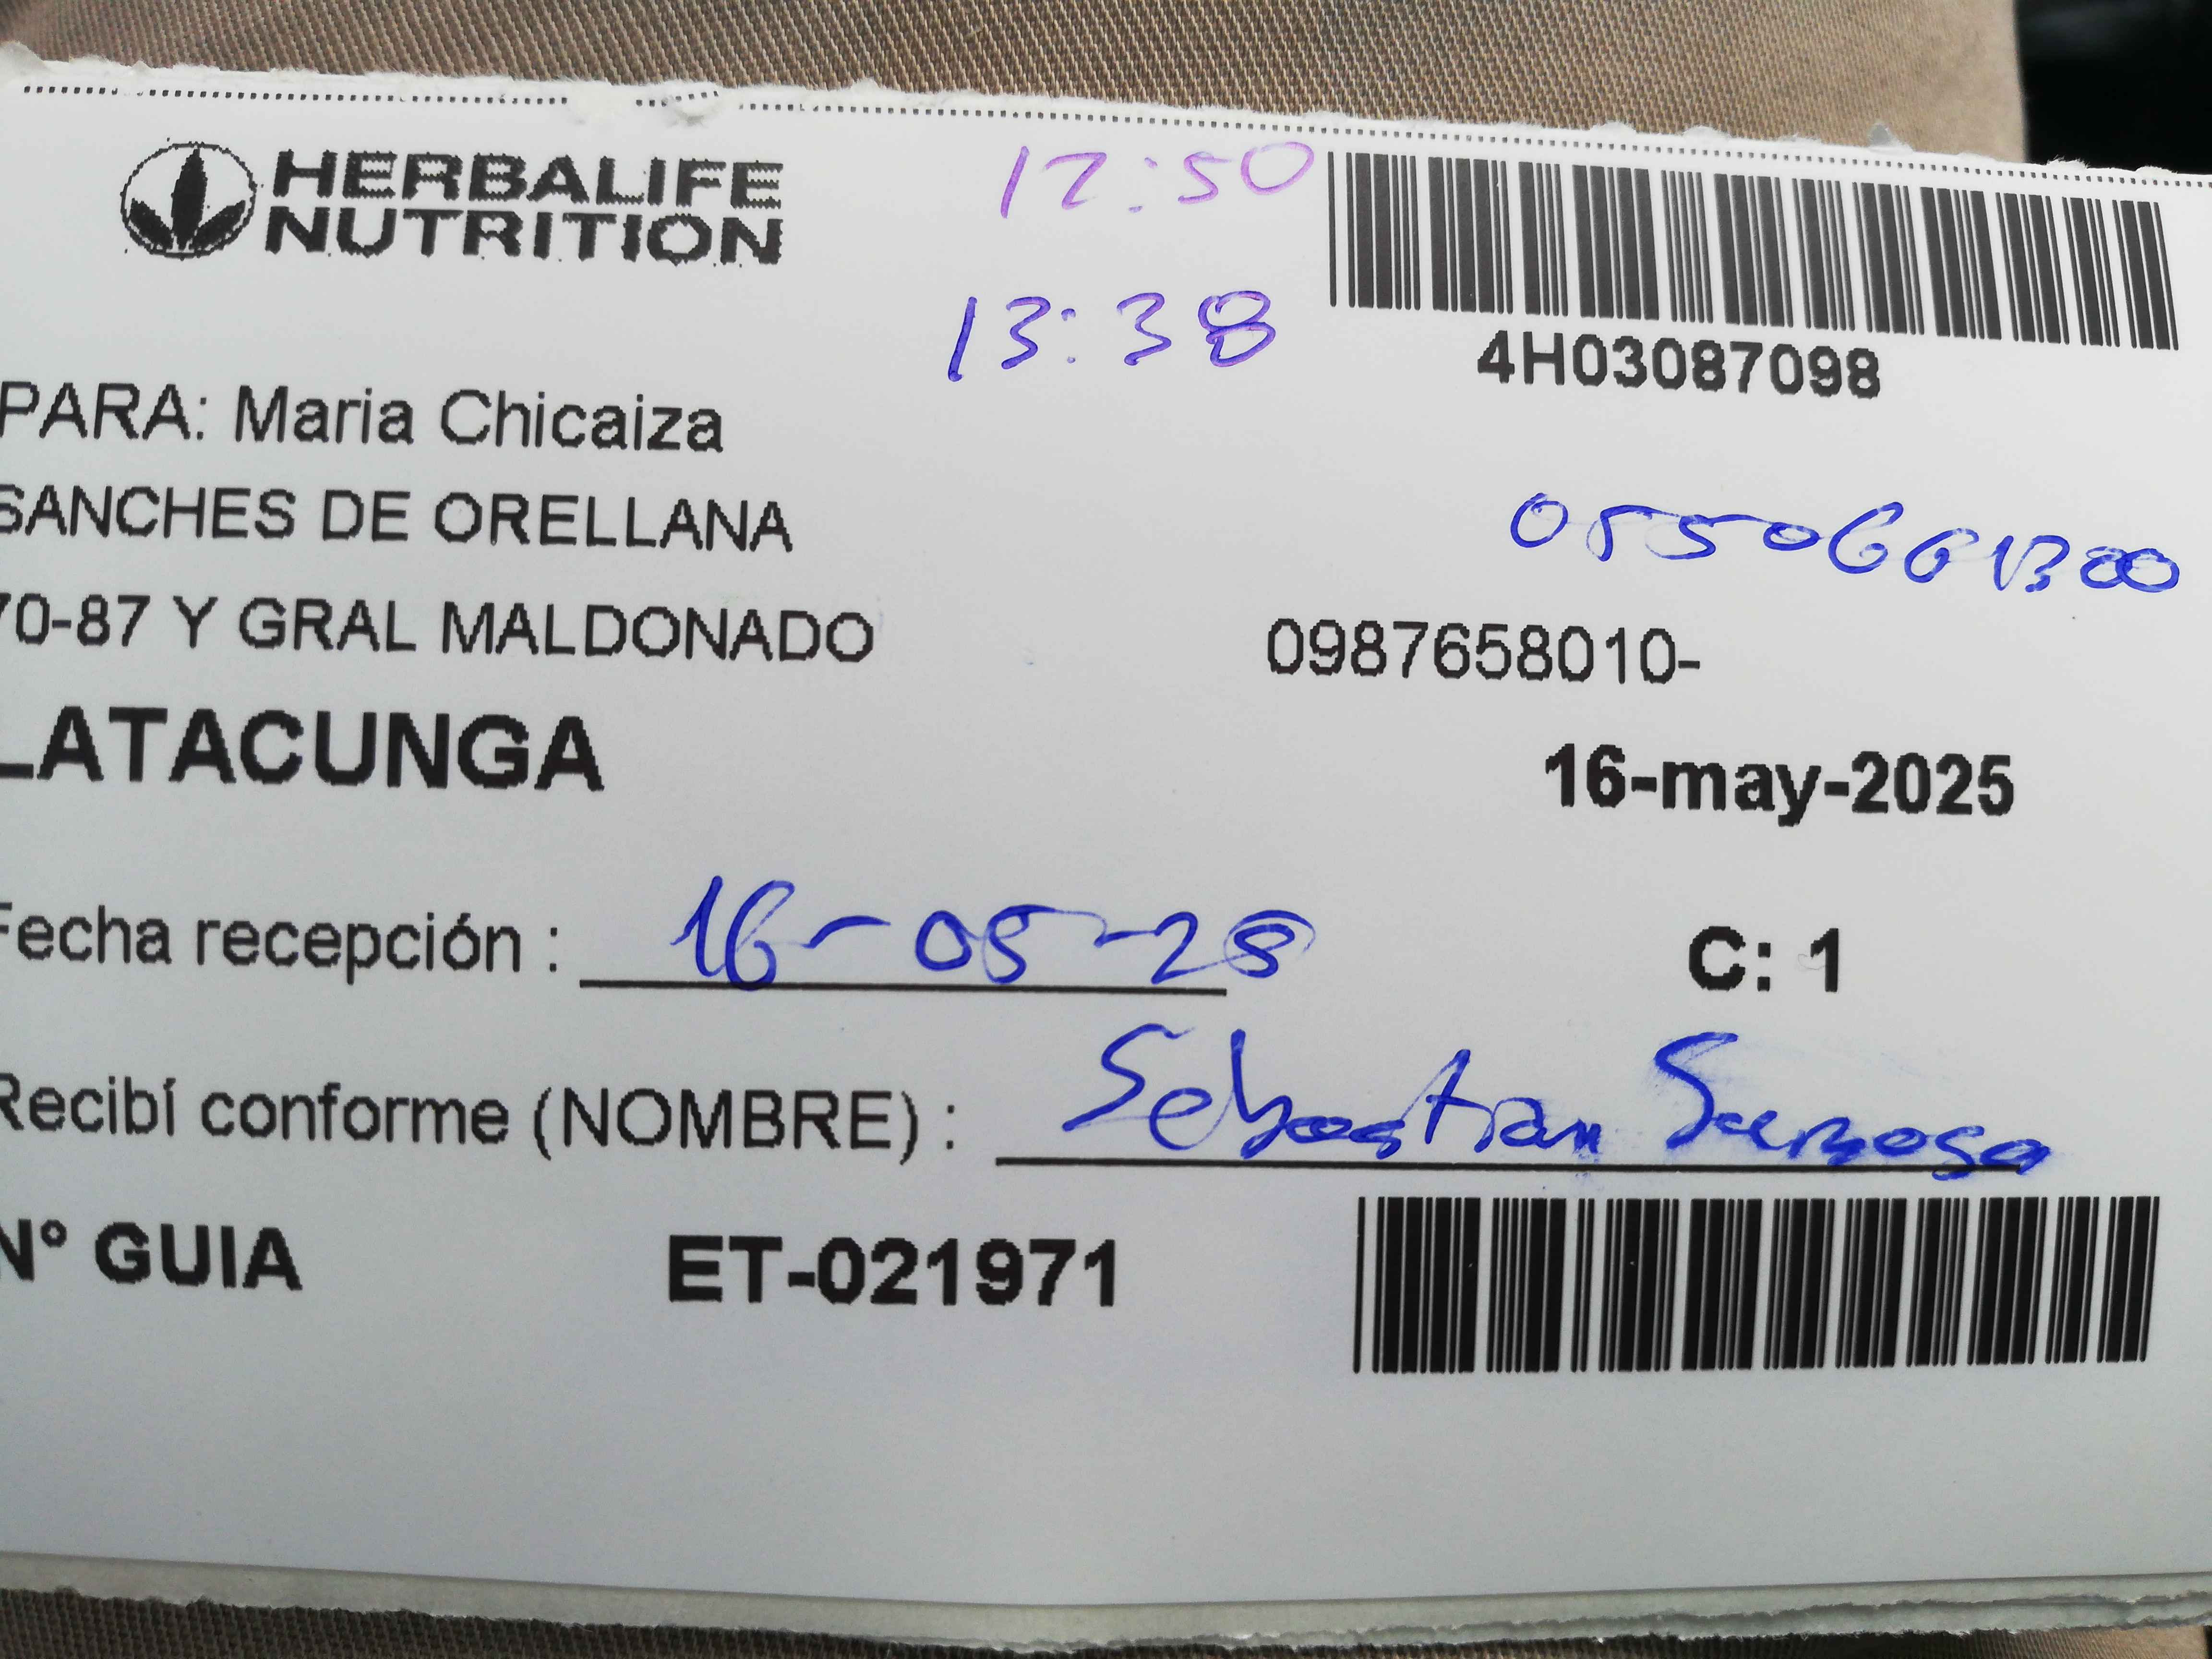 HERBALIFE
NUTRITION
12:50
13:38
4H03087098
PARA: Maria Chicaiza
SANCHES DE ORELLANA
70-87 Y GRAL MALDONADO
0987658010-
LATACUNGA
16-may-2025
Fecha recepción : 16-05-28
C: 1
Recibí conforme (NOMBRE) : Sebastian
N° GUIA ET-021971